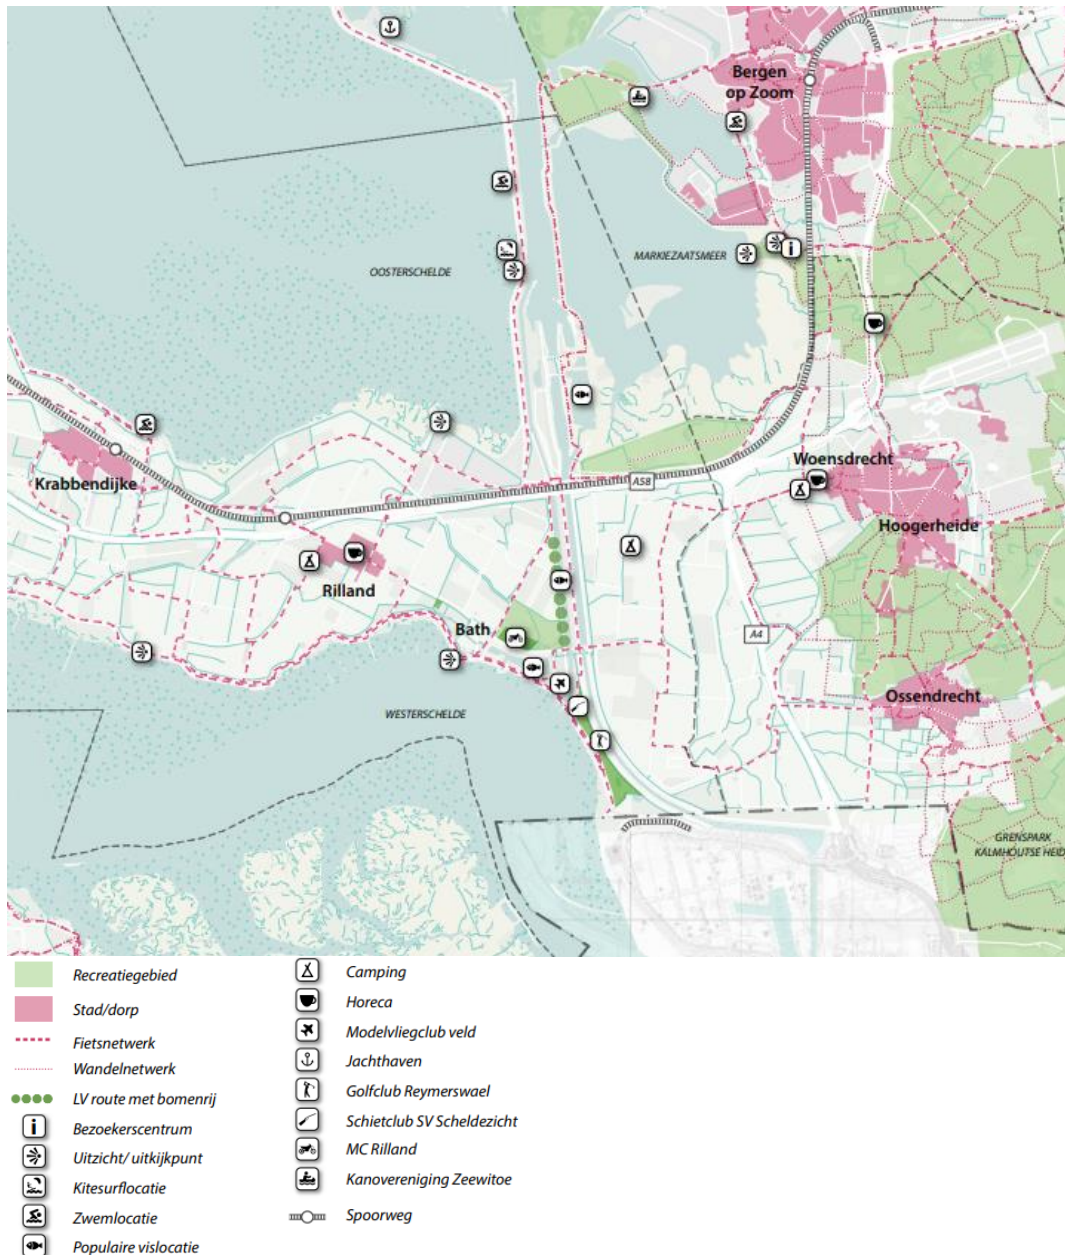 Bergen
op Zoom
OOSTERSCHELDE
MARKIEZAATSMEER
Krabbendijke
A58
Woensdrecht
Hoogerheide
Rilland
Bath
A4
Ossendrecht
WESTERSCHELDE
GRENSPARK
KALMHOUTSE HEID
Recreatiegebied
Stad/dorp
Fietsnetwerk
Wandelnetwerk
LV route met bomenrij
Bezoekerscentrum
Uitzicht/ uitkijkpunt
Kitesurflocatie
Zwemlocatie
Populaire vislocatie
Camping
Horeca
Modelvliegclub veld
Jachthaven
Golfclub Reymerswael
Schietclub SV Scheldezicht
MC Rilland
Kanovereniging Zeewitoe
Spoorweg